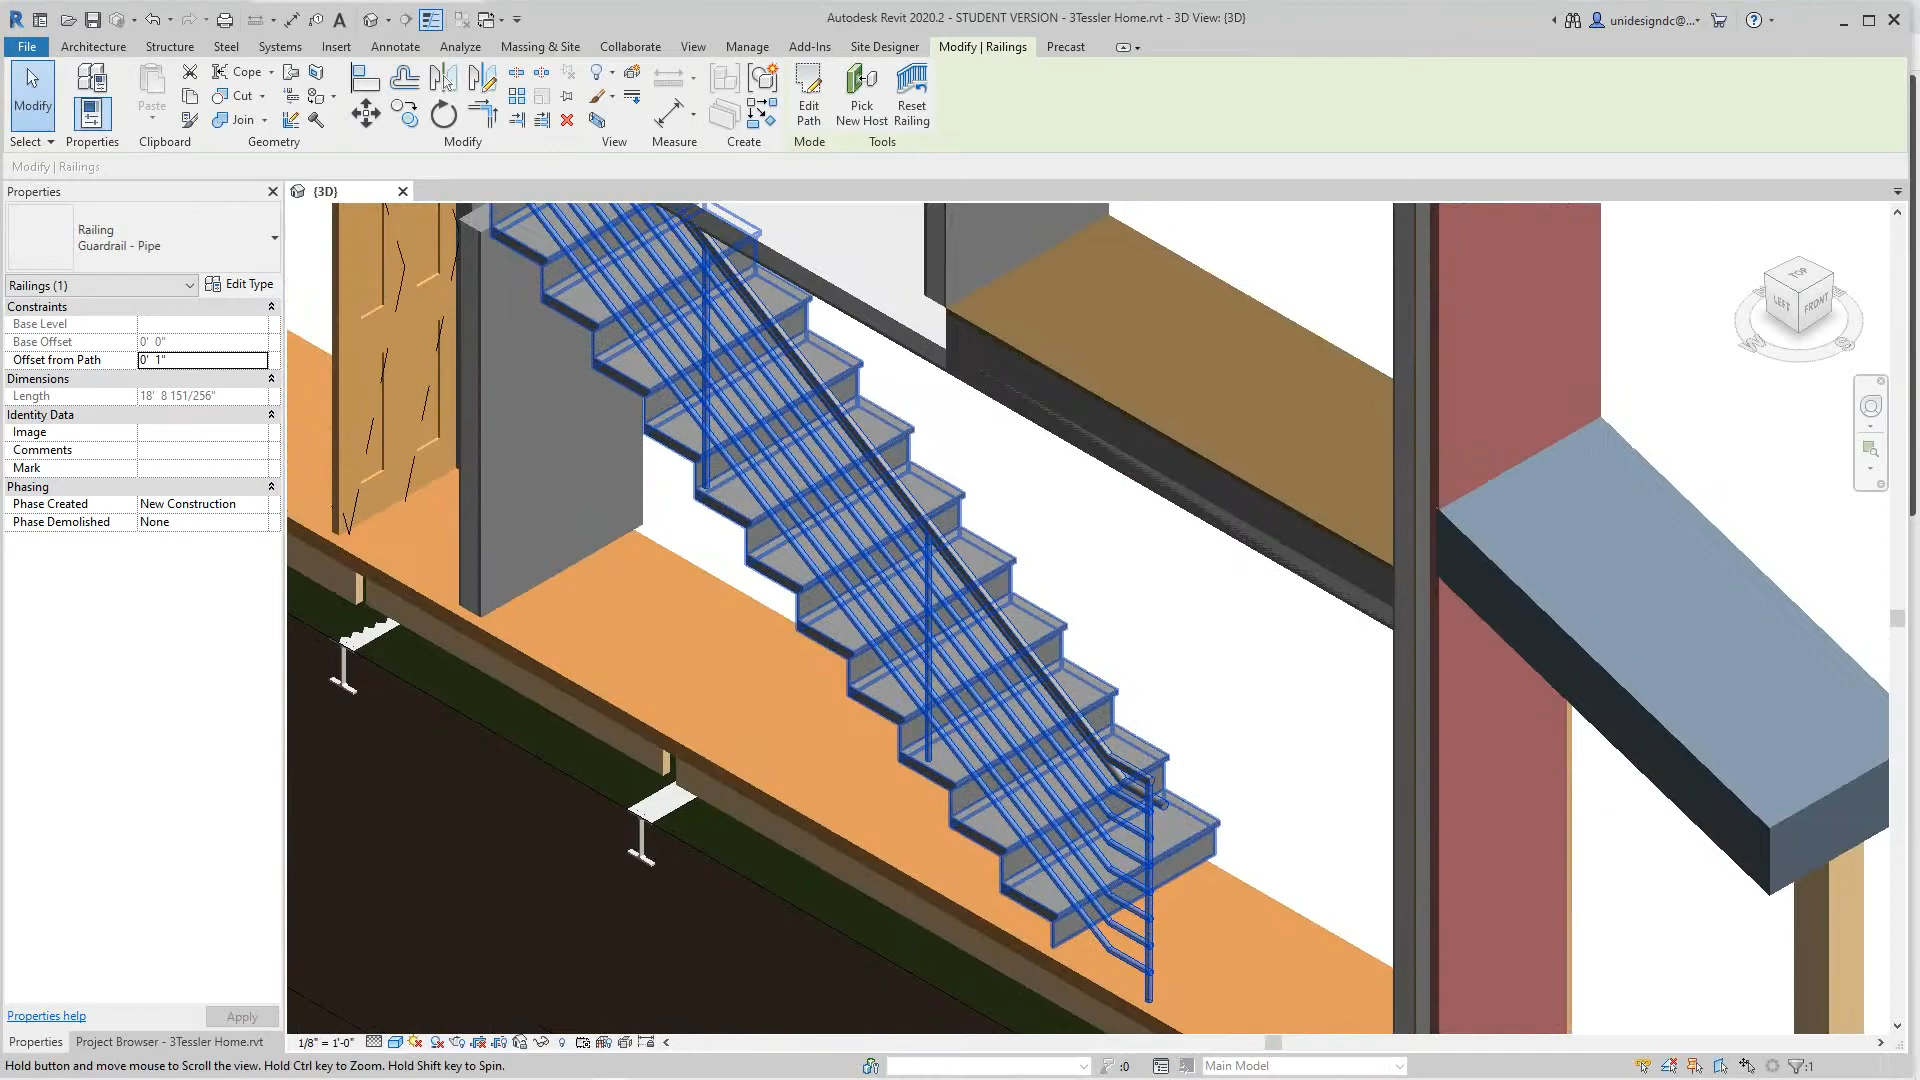 Autodesk Revit 2020.2 - STUDENT VERSION - 3Tessler Home.rvt - 3D View: {3D}
unidesigndc@...
File Architecture Structure Steel Systems Insert Annotate Analyze Massing & Site Collaborate View Manage Add-Ins Site Designer Modify | Railings Precast
Modify
Paste
Cope
Cut
Join
Edit Path
Pick New Host
Reset Railing
Select Properties Clipboard Geometry Modify View Measure Create Mode Tools
Modify | Railings
Properties
{3D}
Railing
Guardrail - Pipe
Railings (1) Edit Type
Constraints
Base Level
Base Offset 0' 0"
Offset from Path 0' 1"
Dimensions
Length 18' 8 151/256"
Identity Data
Image
Comments
Mark
Phasing
Phase Created New Construction
Phase Demolished None
TOP
LEFT FRONT
W S
Properties help Apply
Properties Project Browser - 3Tessler Home.rvt
1/8" = 1'-0"
Hold button and move mouse to Scroll the view. Hold Ctrl key to Zoom. Hold Shift key to Spin.
:0
Main Model
:1